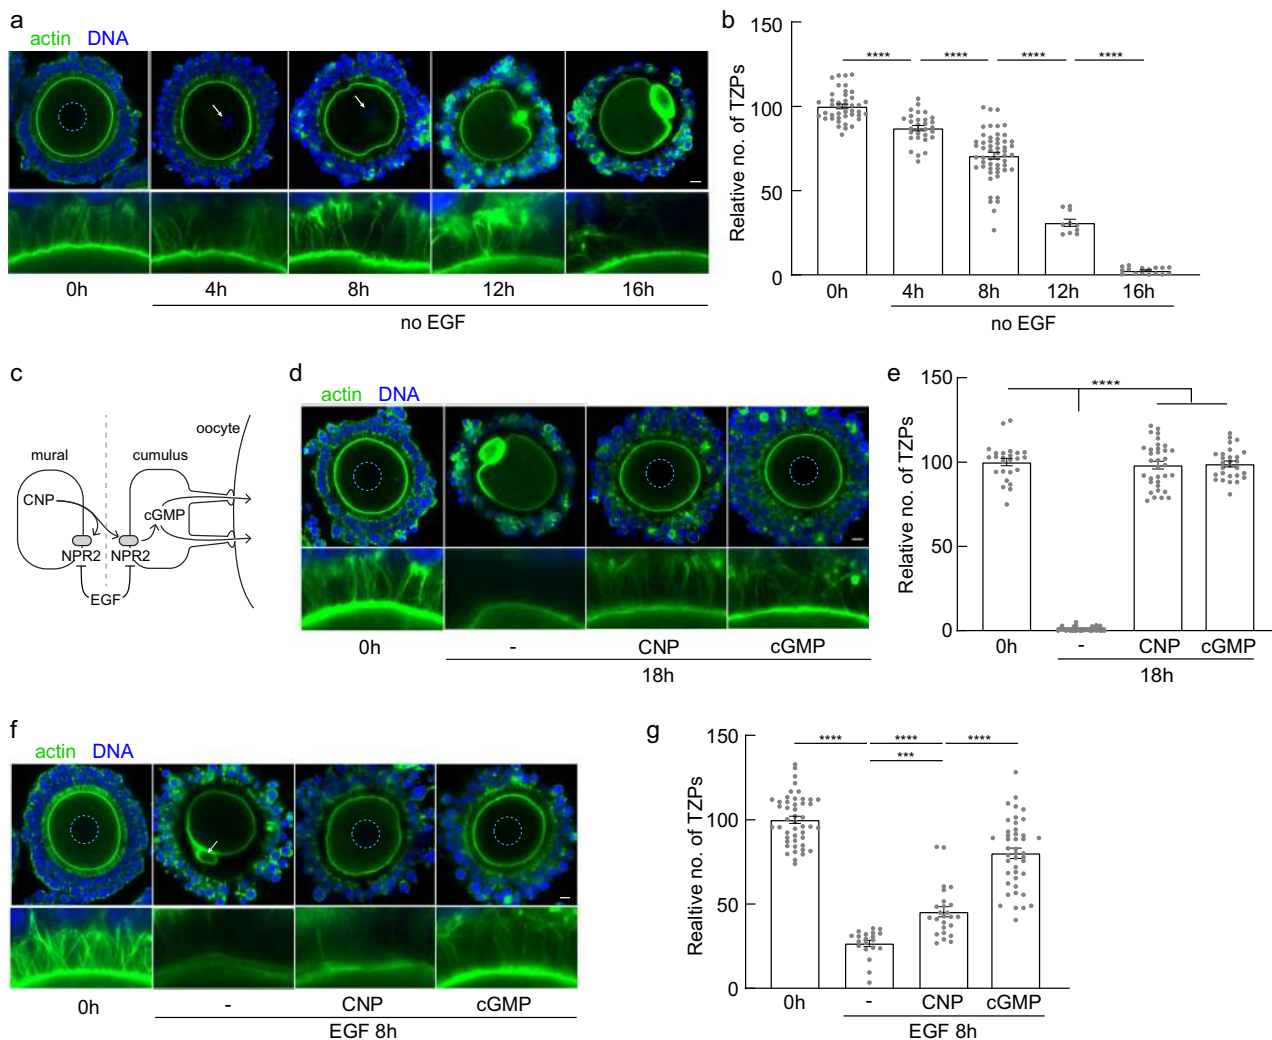 a
actin DNA
0h 4h 8h 12h 16h
no EGF
b
Relative no. of TZPs
150
100
50
0
**** **** **** ****
0h 4h 8h 12h 16h
no EGF
c
oocyte
mural cumulus
CNP
cGMP
NPR2 NPR2
EGF
d
actin DNA
0h - CNP cGMP
18h
e
Relative no. of TZPs
150
100
50
0
****
0h - CNP cGMP
18h
f
actin DNA
0h - CNP cGMP
EGF 8h
g
Realtive no. of TZPs
150
100
50
0
**** **** ****
***
0h - CNP cGMP
EGF 8h